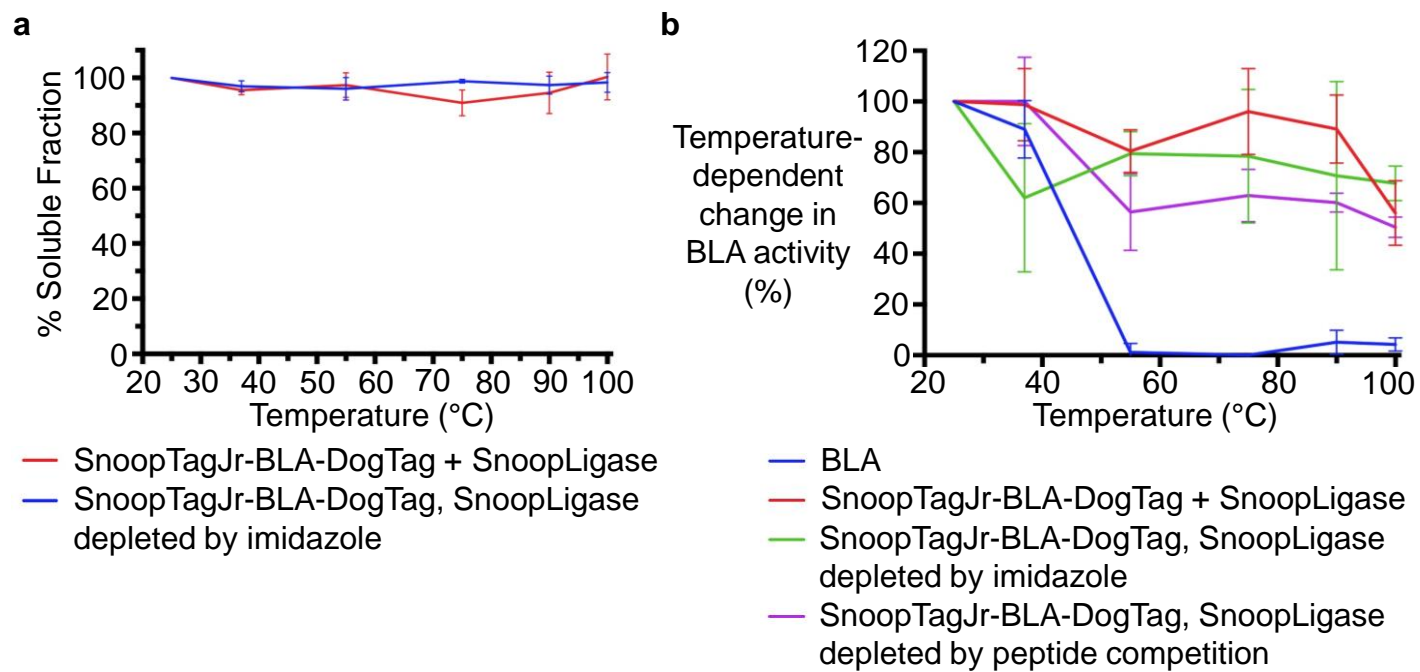 a
% Soluble Fraction
100
80
60
40
20
0
20 30 40 50 60 70 80 90 100
Temperature (°C)
SnoopTagJr-BLA-DogTag + SnoopLigase
SnoopTagJr-BLA-DogTag, SnoopLigase
depleted by imidazole
b
Temperature-
dependent
change in
BLA activity
(%)
120
100
80
60
40
20
0
20 40 60 80 100
Temperature (°C)
BLA
SnoopTagJr-BLA-DogTag + SnoopLigase
SnoopTagJr-BLA-DogTag, SnoopLigase
depleted by imidazole
SnoopTagJr-BLA-DogTag, SnoopLigase
depleted by peptide competition